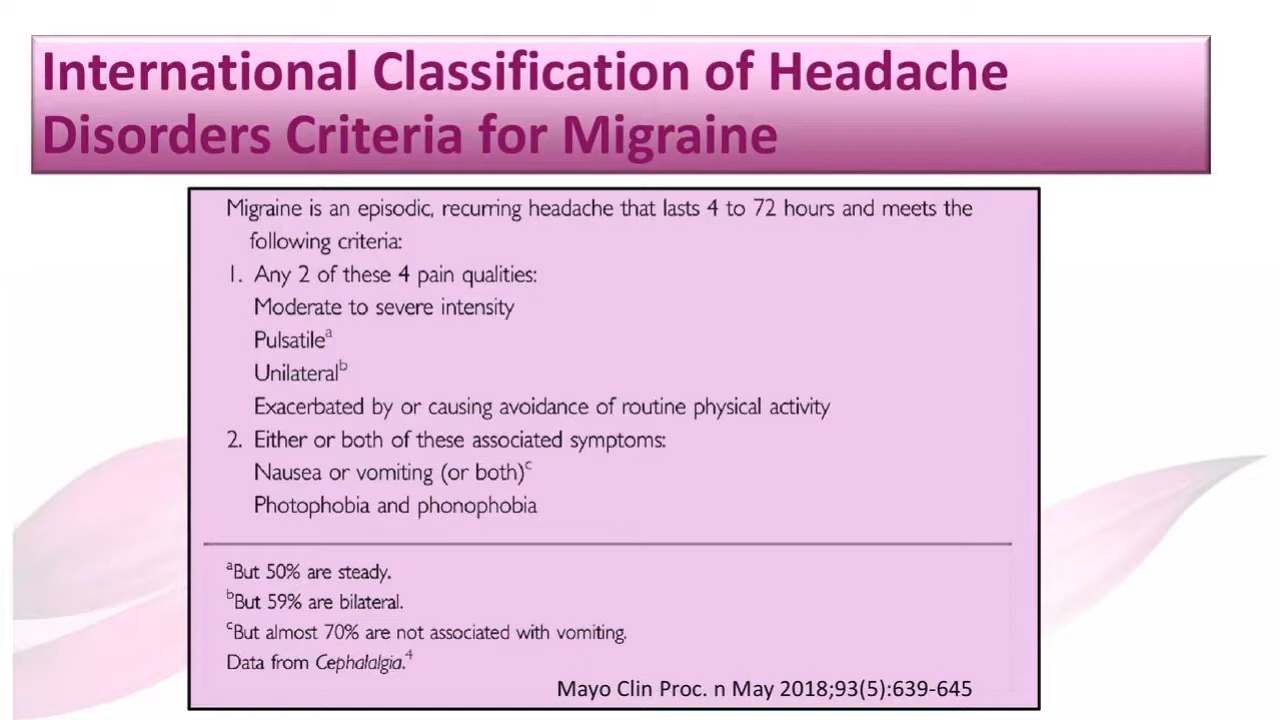 International Classification of Headache
Disorders Criteria for Migraine
Migraine is an episodic, recurring headache that lasts 4 to 72 hours and meets the
following criteria:
1. Any 2 of these 4 pain qualities:
Moderate to severe intensity
Pulsatileᵃ
Unilateralᵇ
Exacerbated by or causing avoidance of routine physical activity
2. Either or both of these associated symptoms:
Nausea or vomiting (or both)ᶜ
Photophobia and phonophobia
ᵃBut 50% are steady.
ᵇBut 59% are bilateral.
ᶜBut almost 70% are not associated with vomiting.
Data from Cephalalgia.⁴
Mayo Clin Proc. n May 2018;93(5):639-645